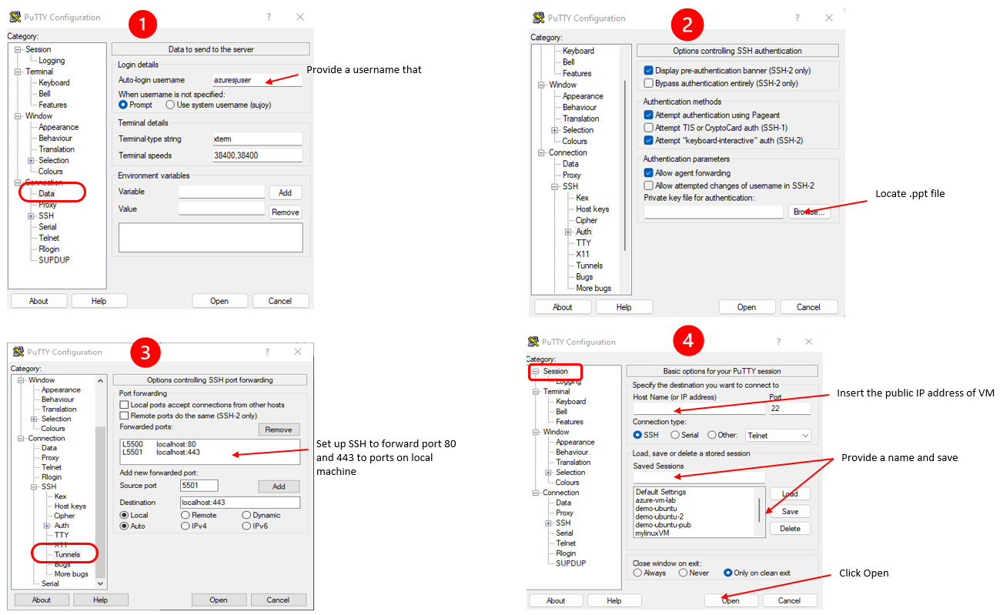 1
PuTTY Configuration
?
Category:
Session
Logging
Terminal
Keyboard
Bell
Features
Window
Appearance
Behaviour
Translation
Selection
Colours
Connection
Data
Proxy
SSH
Serial
Telnet
Rlogin
SUPDUP
Data to send to the server
Login details
Auto-login username azuresjuser
When username is not specified:
Prompt Use system username (sujoy)
Terminal details
Terminal-type string xterm
Terminal speeds 38400,38400
Environment variables
Variable Add
Value Remove
About Help Open Cancel
Provide a username that
2
PuTTY Configuration
?
Category:
Keyboard
Bell
Features
Window
Appearance
Behaviour
Translation
Selection
Colours
Connection
Data
Proxy
SSH
Kex
Host keys
Cipher
Auth
TTY
X11
Tunnels
Bugs
More bugs
Options controlling SSH authentication
Display pre-authentication banner (SSH-2 only)
Bypass authentication entirely (SSH-2 only)
Authentication methods
Attempt authentication using Pageant
Attempt TIS or CryptoCard auth (SSH-1)
Attempt "keyboard-interactive" auth (SSH-2)
Authentication parameters
Allow agent forwarding
Allow attempted changes of username in SSH-2
Private key file for authentication:
Browse...
About Help Open Cancel
Locate .ppt file
3
PuTTY Configuration
?
Category:
Window
Appearance
Behaviour
Translation
Selection
Colours
Connection
Data
Proxy
Telnet
Rlogin
SSH
Kex
Host keys
Cipher
Auth
TTY
X11
Tunnels
Bugs
More bugs
Serial
Options controlling SSH port forwarding
Port forwarding
Local ports accept connections from other hosts
Remote ports do the same (SSH-2 only)
Forwarded ports: Remove
L5500 localhost:80
L5501 localhost:443
Add new forwarded port:
Source port 5501 Add
Destination localhost:443
Local Remote Dynamic
Auto IPv4 IPv6
About Help Open Cancel
Set up SSH to forward port 80
and 443 to ports on local
machine
4
PuTTY Configuration
?
Category:
Session
Logging
Terminal
Keyboard
Bell
Features
Window
Appearance
Behaviour
Translation
Selection
Colours
Connection
Data
Proxy
SSH
Serial
Telnet
Rlogin
SUPDUP
Basic options for your PuTTY session
Specify the destination you want to connect to
Host Name (or IP address) Port
22
Connection type:
SSH Serial Other: Telnet
Load, save or delete a stored session
Saved Sessions
Default Settings
azure-vm-lab
demo-ubuntu
demo-ubuntu-2
demo-ubuntu-pub
mylinuxVM
Load
Save
Delete
Close window on exit:
Always Never Only on clean exit
About Help Open Cancel
Insert the public IP address of VM
Provide a name and save
Click Open